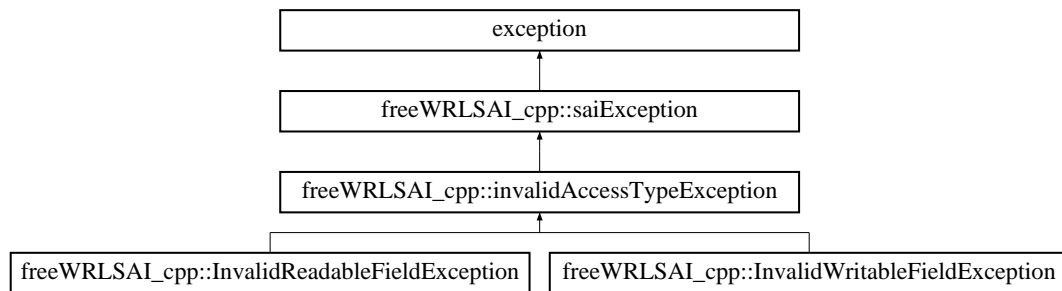 exception
freeWRLSAI_cpp::saiException
freeWRLSAI_cpp::invalidAccessTypeException
freeWRLSAI_cpp::InvalidReadableFieldException
freeWRLSAI_cpp::InvalidWritableFieldException